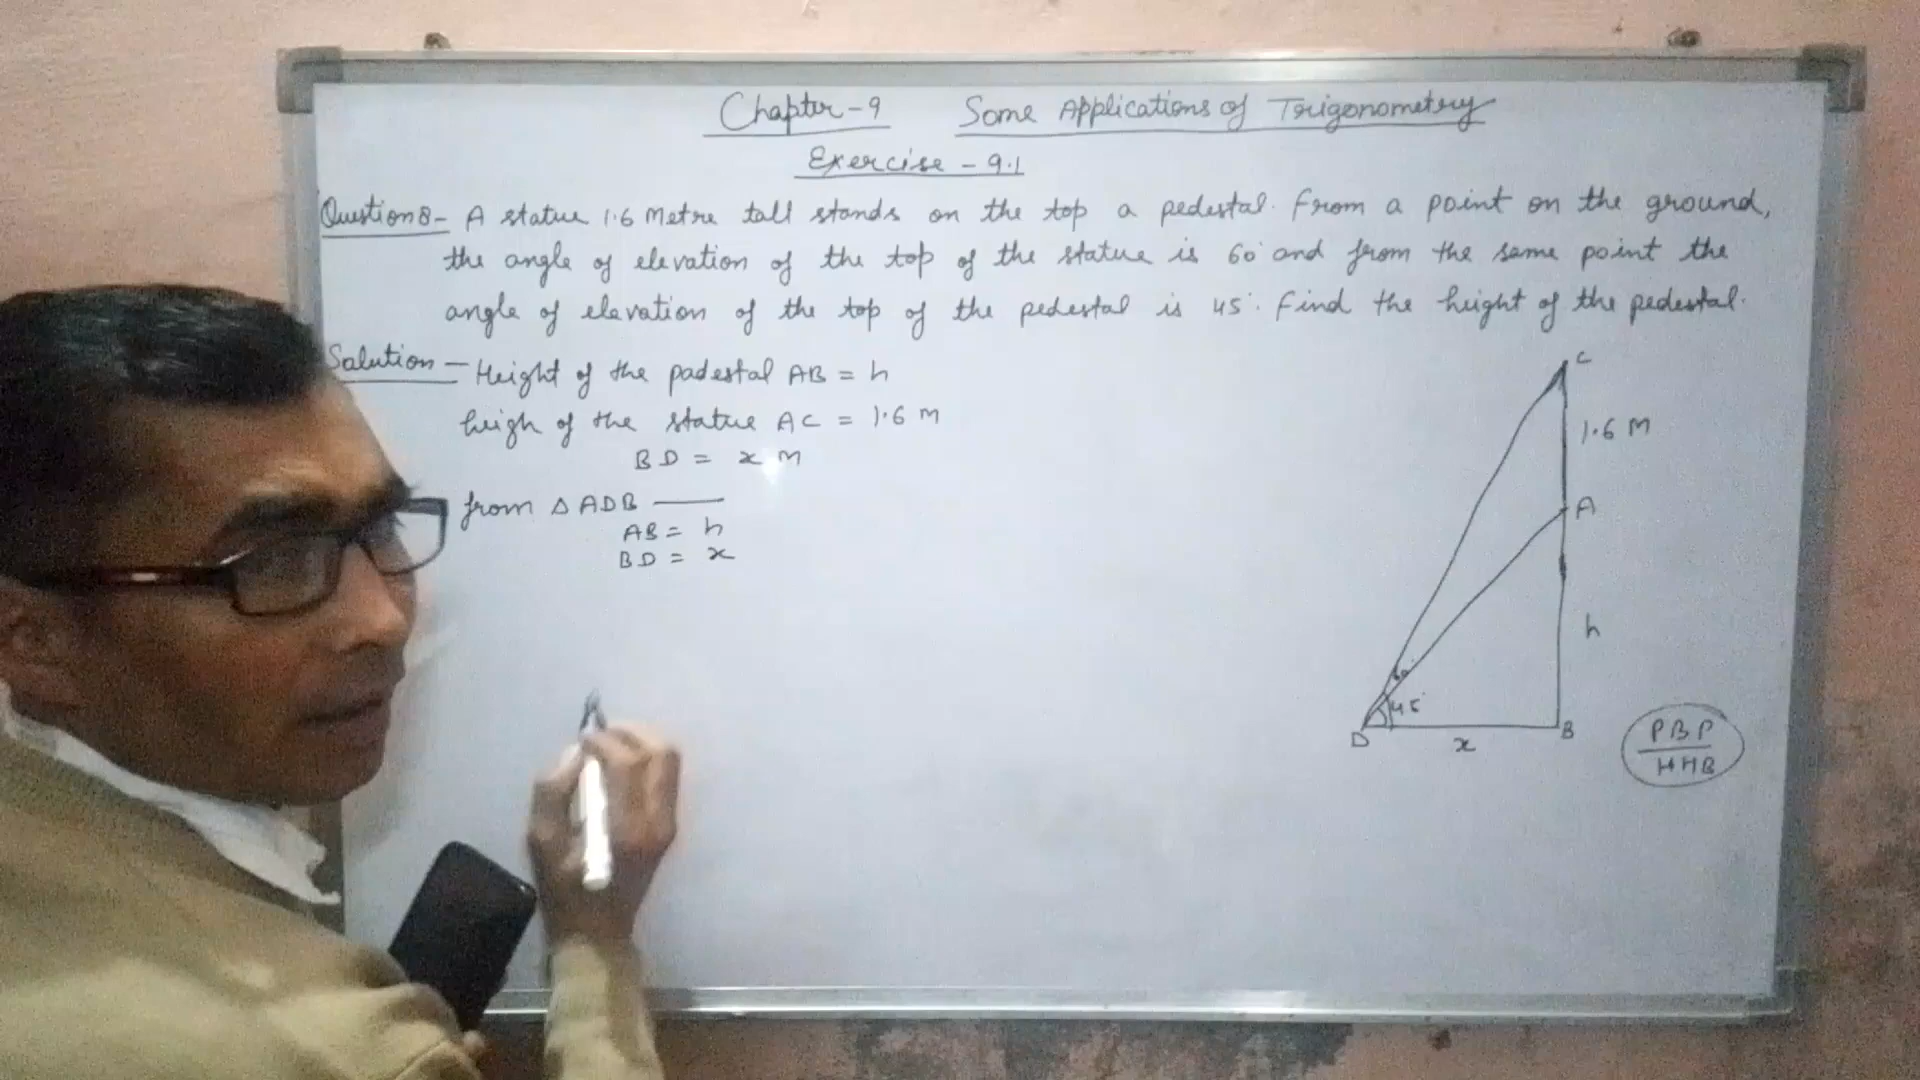 Chapter-9 Some Applications of Trigonometry
Exercise - 9.1
Question 8- A statue 1.6 Metre tall stands on the top a pedestal. From a point on the ground,
the angle of elevation of the top of the statue is 60° and from the same point the
angle of elevation of the top of the pedestal is 45°. Find the height of the pedestal.
Salution - Height of the padestal AB = h
heigh of the statue AC = 1.6 M
BD = x M
from △ ADB
AB = h
BD = x
C
1.6 M
A
h
60°
45°
D
x
B
PBP
HHB